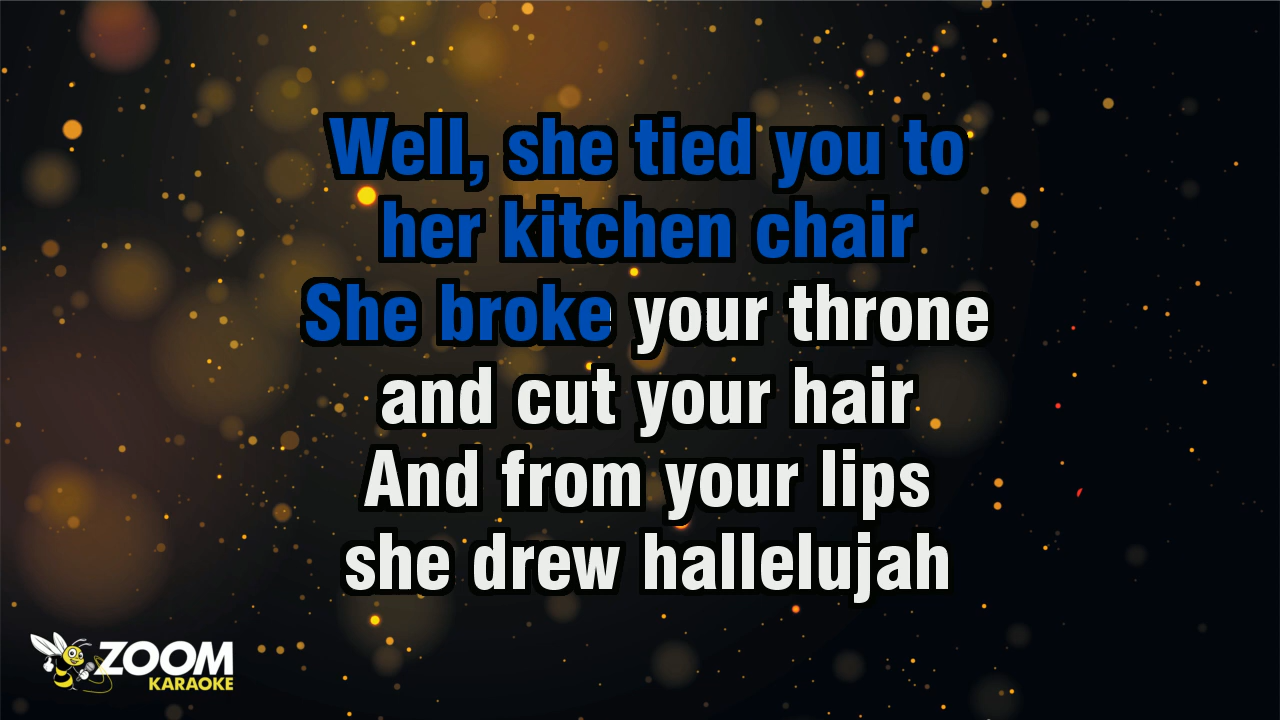 Well, she tied you to
her kitchen chair
She broke your throne
and cut your hair
And from your lips
she drew hallelujah
ZOOM
KARAOKE